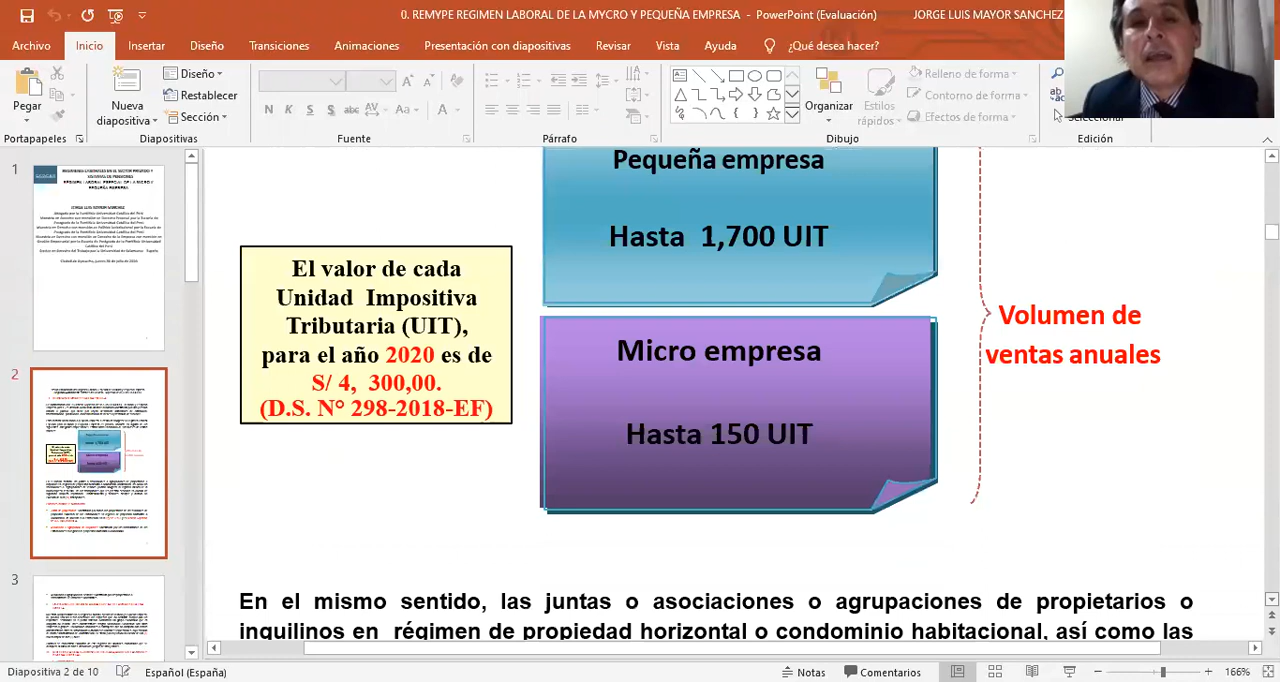 0. REMYPE REGIMEN LABORAL DE LA MYCRO Y PEQUEÑA EMPRESA - PowerPoint (Evaluación)
JORGE LUIS MAYOR SANCHEZ
Archivo
Inicio
Insertar
Diseño
Transiciones
Animaciones
Presentación con diapositivas
Revisar
Vista
Ayuda
¿Qué desea hacer?
Pegar
Nueva
diapositiva
Diseño
Restablecer
Sección
N K S S abc AV Aa A
Organizar
Estilos
rápidos
Relleno de forma
Contorno de forma
Efectos de forma
Seleccionar
Portapapeles
Diapositivas
Fuente
Párrafo
Dibujo
Edición
1
2
3
Pequeña empresa
Hasta 1,700 UIT
El valor de cada
Unidad Impositiva
Tributaria (UIT),
para el año 2020 es de
S/ 4, 300,00.
(D.S. N° 298-2018-EF)
Micro empresa
Hasta 150 UIT
Volumen de
ventas anuales
En el mismo sentido, las juntas o asociaciones o agrupaciones de propietarios o
inquilinos en régimen de propiedad horizontal o condominio habitacional, así como las
Diapositiva 2 de 10
Español (España)
Notas
Comentarios
166%